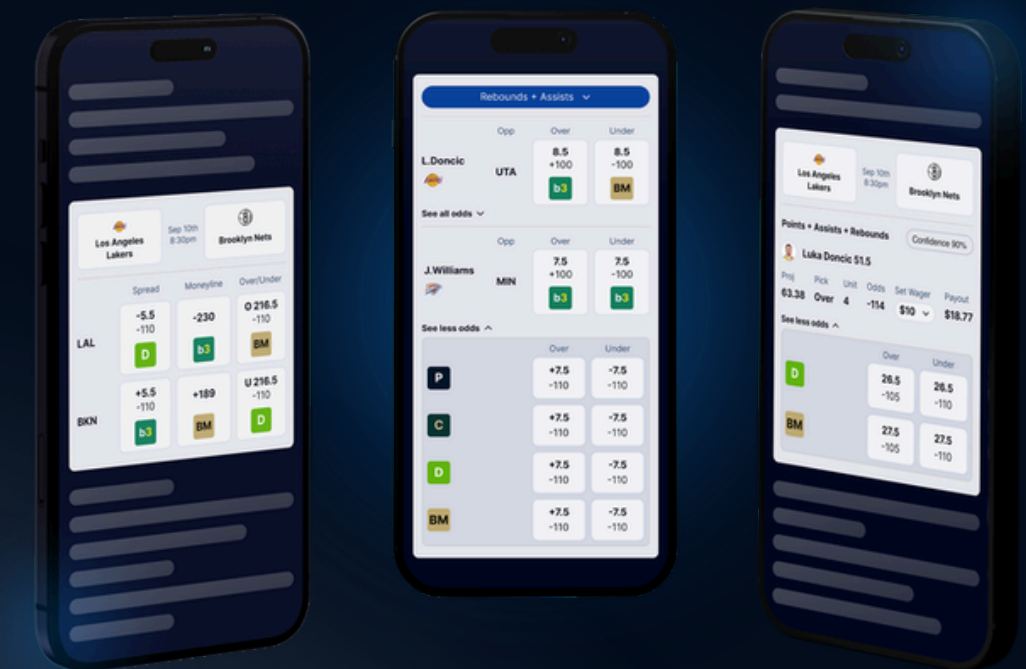 Los Angeles
Lakers
Sep 10th
8:30pm
Brooklyn Nets
Spread Moneyline Over/Under
LAL
-5.5
-110
D
-230
b3
O 216.5
-110
BM
BKN
+5.5
-110
b3
+189
BM
U 216.5
-110
D
Rebounds + Assists
Opp Over Under
L.Doncic
UTA
8.5
+100
b3
8.5
-100
BM
See all odds
Opp Over Under
J.Williams
MIN
7.5
+100
b3
7.5
-100
b3
See less odds
Over Under
P
+7.5
-110
-7.5
-110
C
+7.5
-110
-7.5
-110
D
+7.5
-110
-7.5
-110
BM
+7.5
-110
-7.5
-110
Los Angeles
Lakers
Sep 10th
8:30pm
Brooklyn Nets
Points + Assists + Rebounds
Confidence 90%
Luka Doncic 51.5
Proj Pick Unit Odds Set Wager Payout
63.38 Over 4 -114 $10 $18.77
See less odds
Over Under
D
26.5
-105
26.5
-110
BM
27.5
-105
27.5
-110